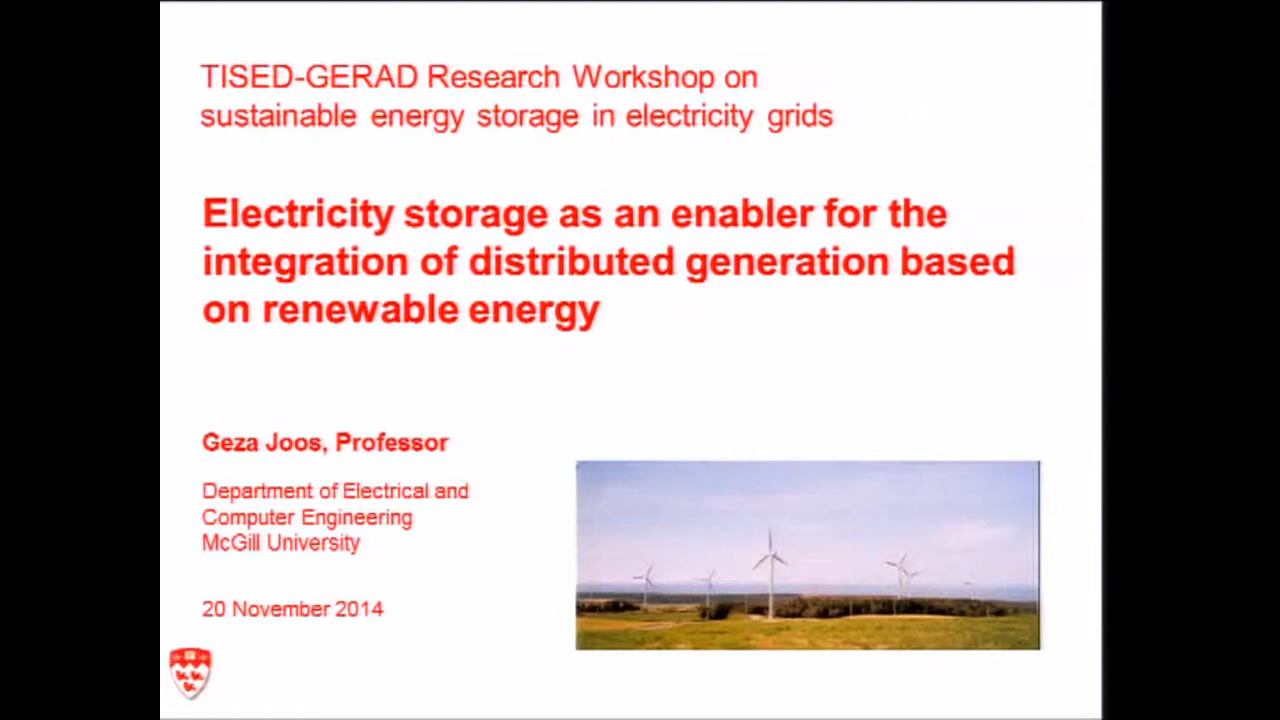 TISED-GERAD Research Workshop on
sustainable energy storage in electricity grids
Electricity storage as an enabler for the
integration of distributed generation based
on renewable energy
Geza Joos, Professor
Department of Electrical and
Computer Engineering
McGill University
20 November 2014